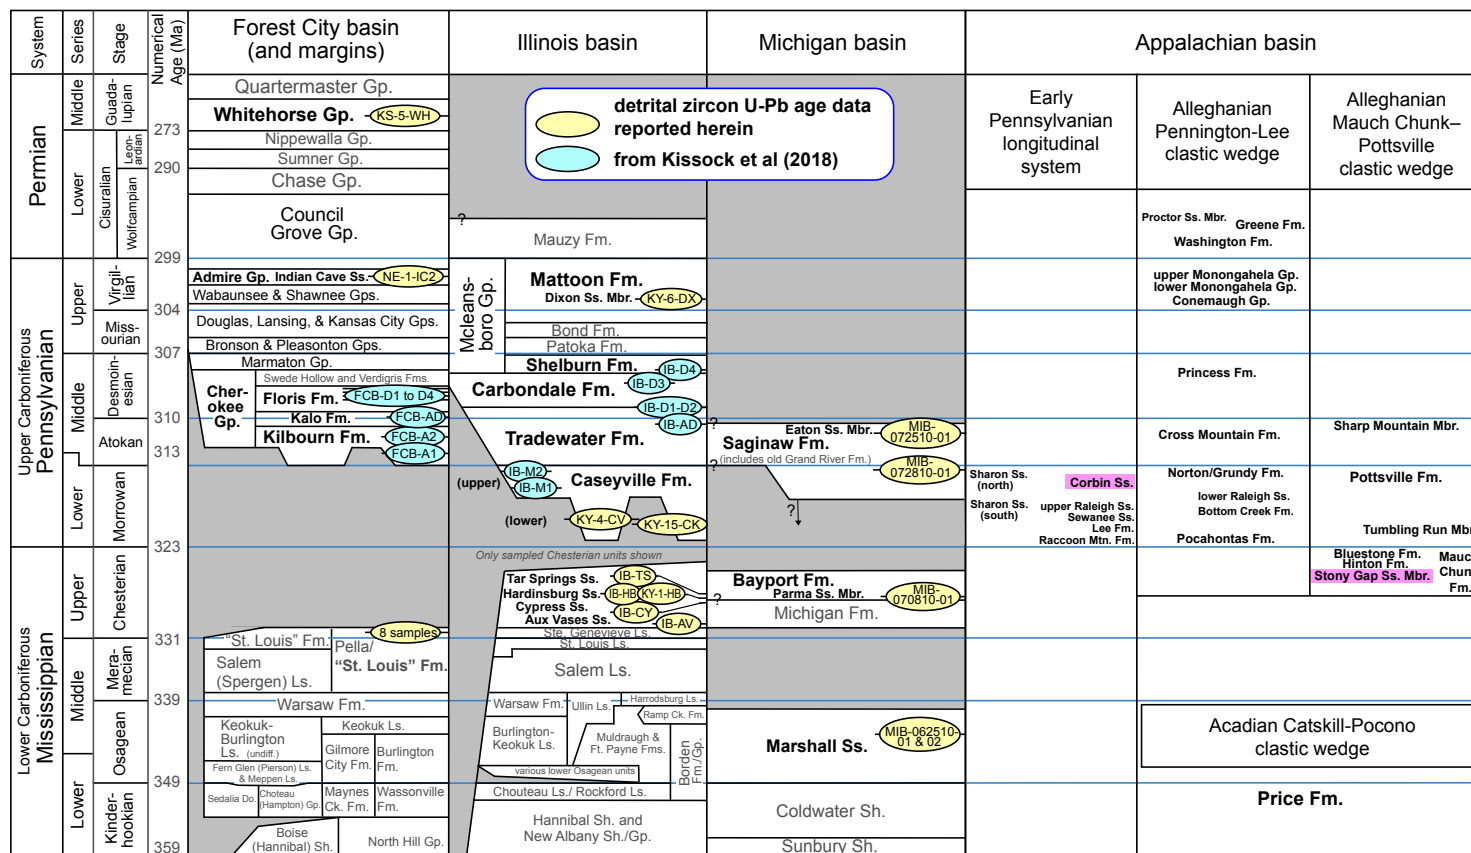 System
Series
Stage
Numerical
Age (Ma)
Forest City basin
(and margins)
Illinois basin
Michigan basin
Appalachian basin
Permian
Upper Carboniferous
Pennsylvanian
Lower Carboniferous
Mississippian
Middle
Lower
Cisuralian
Upper
Middle
Lower
Upper
Middle
Lower
Guada-
lupian
Leon-
ardian
Wolfcampian
Virgil-
lian
Miss-
ourian
Desmoin-
esian
Atokan
Morrowan
Chesterian
Mera-
mecian
Osagean
Kinder-
hookian
273
290
299
304
307
310
313
323
331
339
349
359
Quartermaster Gp.
Whitehorse Gp.
KS-5-WH
Nippewalla Gp.
Sumner Gp.
Chase Gp.
Council
Grove Gp.
Admire Gp.
Indian Cave Ss.
NE-1-IC2
Wabaunsee & Shawnee Gps.
Douglas, Lansing, & Kansas City Gps.
Bronson & Pleasonton Gps.
Marmaton Gp.
Cher-
okee
Gp.
Swede Hollow and Verdigris Fms.
Floris Fm.
FCB-D1 to D4
Kalo Fm.
FCB-AD
Kilbourn Fm.
FCB-A2
FCB-A1
8 samples
"St. Louis" Fm.
Pella/
"St. Louis" Fm.
Salem
(Spergen) Ls.
Warsaw Fm.
Keokuk-
Burlington
Ls. (undiff.)
Keokuk Ls.
Gilmore
City Fm.
Burlington
Fm.
Fern Glen (Pierson) Ls.
& Meppen Ls.
Sedalia Do.
Choteau
(Hampton) Gp.
Maynes
Ck. Fm.
Wassonville
Fm.
Boise
(Hannibal) Sh.
North Hill Gp.
detrital zircon U-Pb age data
reported herein
from Kissock et al (2018)
?
Mauzy Fm.
Mcleans-
boro Gp.
Mattoon Fm.
Dixon Ss. Mbr.
KY-6-DX
Bond Fm.
Patoka Fm.
Shelburn Fm.
IB-D4
IB-D3
Carbondale Fm.
IB-D1-D2
IB-AD
Tradewater Fm.
IB-M2
(upper)
IB-M1
Caseyville Fm.
(lower)
KY-4-CV
KY-15-CK
Only sampled Chesterian units shown
Tar Springs Ss.
IB-TS
Hardinsburg Ss.
IB-HB
KY-1-HB
Cypress Ss.
IB-CY
Aux Vases Ss.
IB-AV
Ste. Genevieve Ls.
St. Louis Ls.
Salem Ls.
Warsaw Fm.
Ullin Ls.
Harrodsburg Ls.
Ramp Ck. Fm.
Burlington-
Keokuk Ls.
Muldraugh &
Ft. Payne Fms.
Borden
Fm./Gp.
various lower Osagean units
Chouteau Ls./ Rockford Ls.
Hannibal Sh. and
New Albany Sh./Gp.
?
Eaton Ss. Mbr.
MIB-
072510-01
Saginaw Fm.
(includes old Grand River Fm.)
?
MIB-
072810-01
?
Bayport Fm.
Parma Ss. Mbr.
MIB-
070810-01
?
Michigan Fm.
Marshall Ss.
MIB-062510-
01 & 02
Coldwater Sh.
Sunbury Sh.
Early
Pennsylvanian
longitudinal
system
Alleghanian
Pennington-Lee
clastic wedge
Alleghanian
Mauch Chunk–
Pottsville
clastic wedge
Proctor Ss. Mbr.
Greene Fm.
Washington Fm.
upper Monongahela Gp.
lower Monongahela Gp.
Conemaugh Gp.
Princess Fm.
Cross Mountain Fm.
Sharp Mountain Mbr.
Sharon Ss.
(north)
Corbin Ss.
Norton/Grundy Fm.
Pottsville Fm.
Sharon Ss.
(south)
upper Raleigh Ss.
Sewanee Ss.
Lee Fm.
Raccoon Mtn. Fm.
lower Raleigh Ss.
Bottom Creek Fm.
Pocahontas Fm.
Tumbling Run Mbr
Bluestone Fm.
Hinton Fm.
Stony Gap Ss. Mbr.
Mauc
Chun
Fm.
Acadian Catskill-Pocono
clastic wedge
Price Fm.